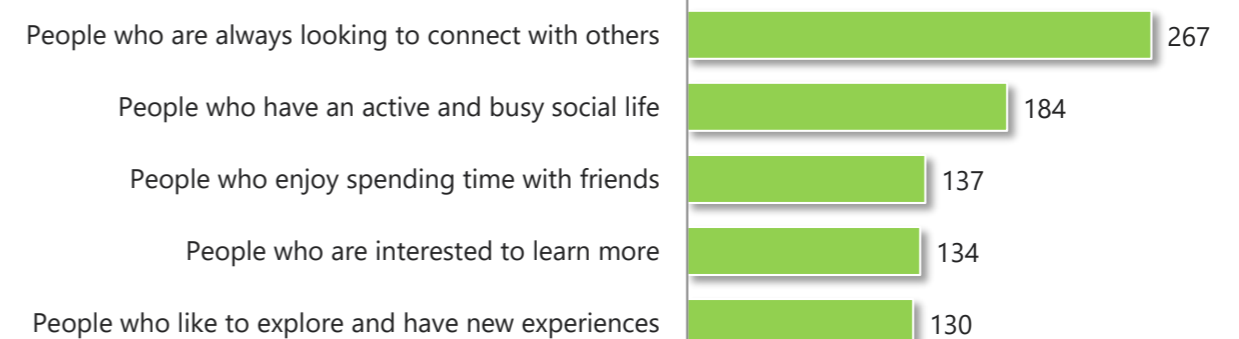 People who are always looking to connect with others 267
People who have an active and busy social life 184
People who enjoy spending time with friends 137
People who are interested to learn more 134
People who like to explore and have new experiences 130